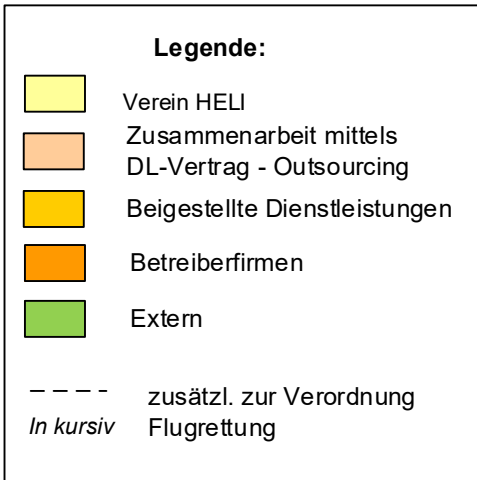 Legende:
Verein HELI
Zusammenarbeit mittels
DL-Vertrag - Outsourcing
Beigestellte Dienstleistungen
Betreiberfirmen
Extern
zusätzl. zur Verordnung
In kursiv Flugrettung